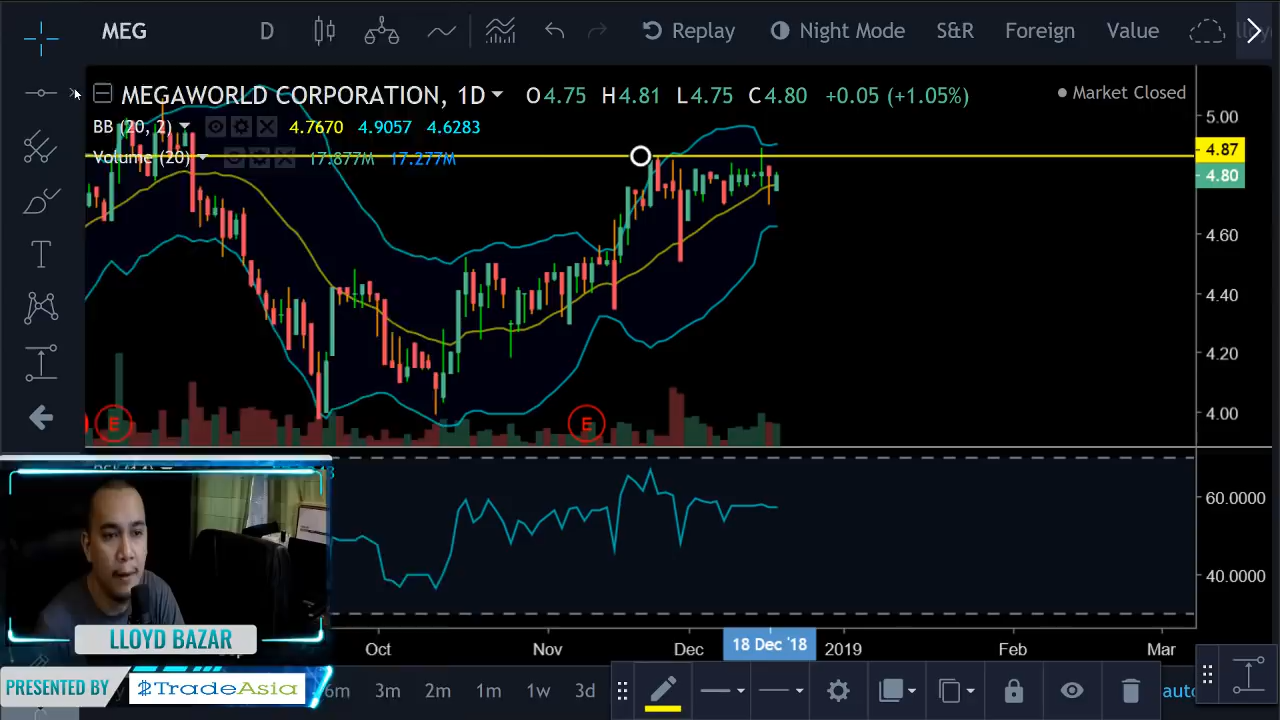 MEG D Replay Night Mode S&R Foreign Value
MEGAWORLD CORPORATION, 1D O4.75 H4.81 L4.75 C4.80 +0.05 (+1.05%) Market Closed
BB (20, 2) 4.7670 4.9057 4.6283
Volume (20) 17.877M 17.277M
5.00
4.87
4.80
4.60
4.40
4.20
4.00
E E
60.0000
40.0000
LLOYD BAZAR
Oct Nov Dec 18 Dec '18 2019 Feb Mar
PRESENTED BY $TradeAsia
6m 3m 2m 1m 1w 3d auto
T